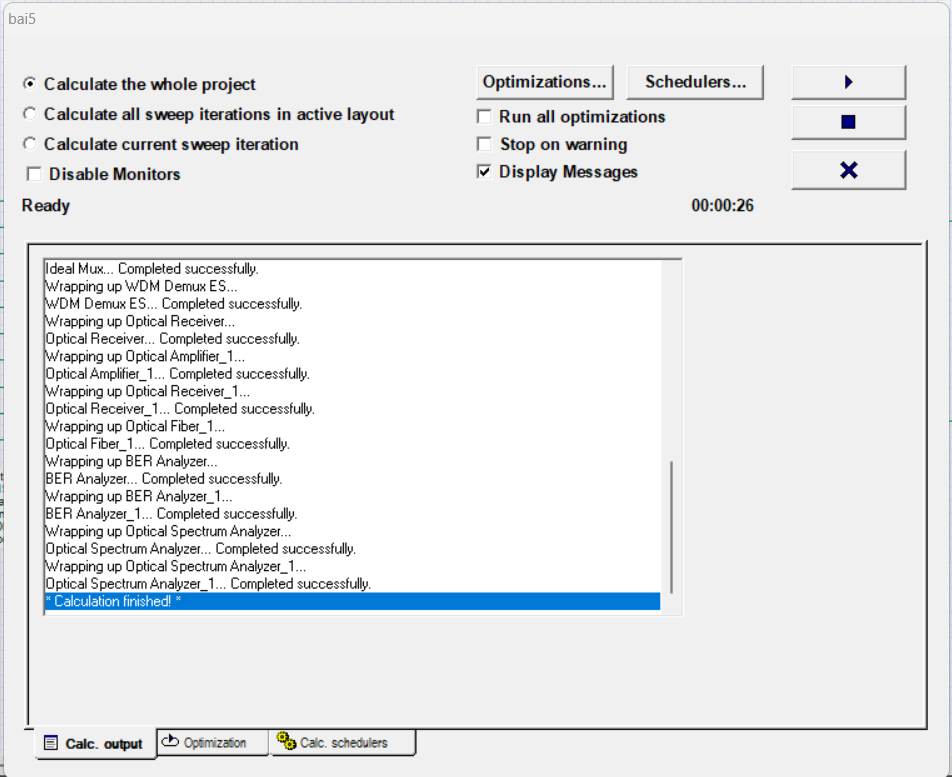 bai5
Calculate the whole project
Calculate all sweep iterations in active layout
Calculate current sweep iteration
Disable Monitors
Ready
Optimizations...
Schedulers...
Run all optimizations
Stop on warning
Display Messages
00:00:26
Ideal Mux... Completed successfully.
Wrapping up WDM Demux ES...
WDM Demux ES... Completed successfully.
Wrapping up Optical Receiver...
Optical Receiver... Completed successfully.
Wrapping up Optical Amplifier_1...
Optical Amplifier_1... Completed successfully.
Wrapping up Optical Receiver_1...
Optical Receiver_1... Completed successfully.
Wrapping up Optical Fiber_1...
Optical Fiber_1... Completed successfully.
Wrapping up BER Analyzer...
BER Analyzer... Completed successfully.
Wrapping up BER Analyzer_1...
BER Analyzer_1... Completed successfully.
Wrapping up Optical Spectrum Analyzer...
Optical Spectrum Analyzer... Completed successfully.
Wrapping up Optical Spectrum Analyzer_1...
Optical Spectrum Analyzer_1... Completed successfully.
* Calculation finished! *
Calc. output
Optimization
Calc. schedulers